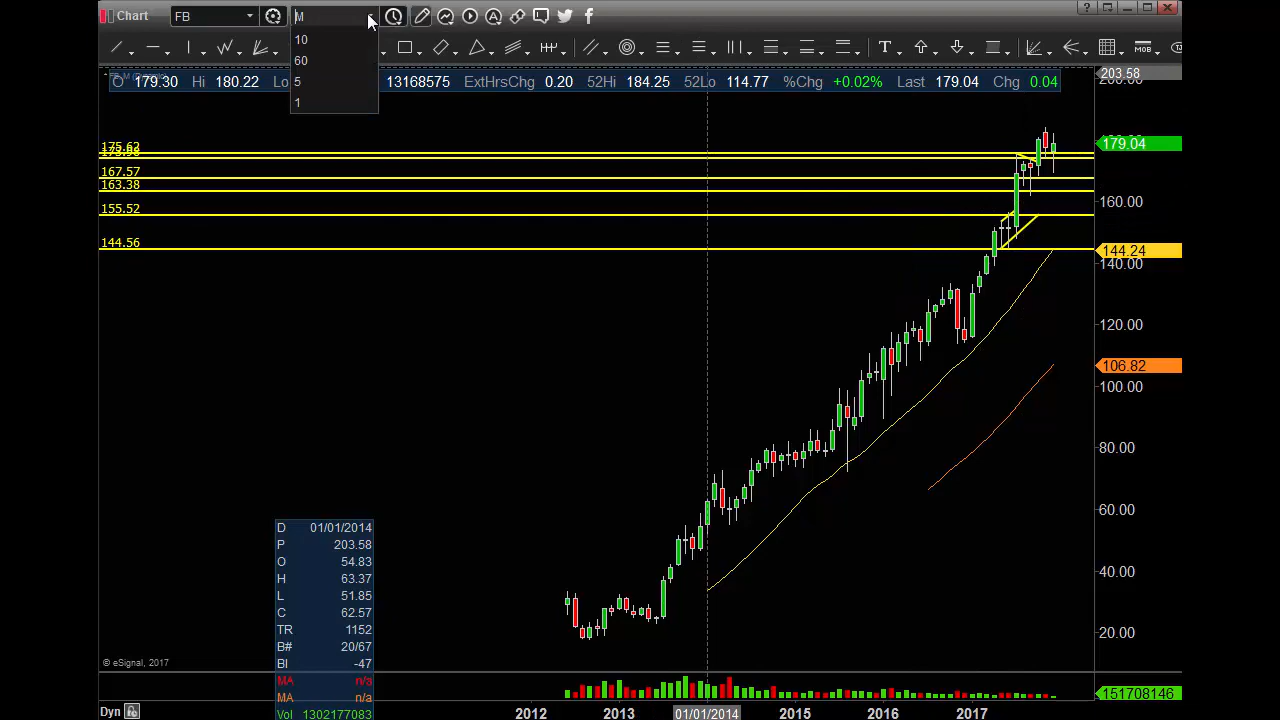 Chart FB M
10
60
5
1
T MOB
O 179.30 Hi 180.22 Lo 13168575 ExtHrsChg 0.20 52Hi 184.25 52Lo 114.77 %Chg +0.02% Last 179.04 Chg 0.04
203.58
175.62
179.04
167.57
163.38
160.00
155.52
144.56
144.24
140.00
120.00
106.82
100.00
80.00
60.00
40.00
20.00
D 01/01/2014
P 203.58
O 54.83
H 63.37
L 51.85
C 62.57
TR 1152
B# 20/67
BI -47
MA n/a
MA n/a
Vol 1302177083
© eSignal, 2017
151708146
Dyn 2012 2013 01/01/2014 2015 2016 2017